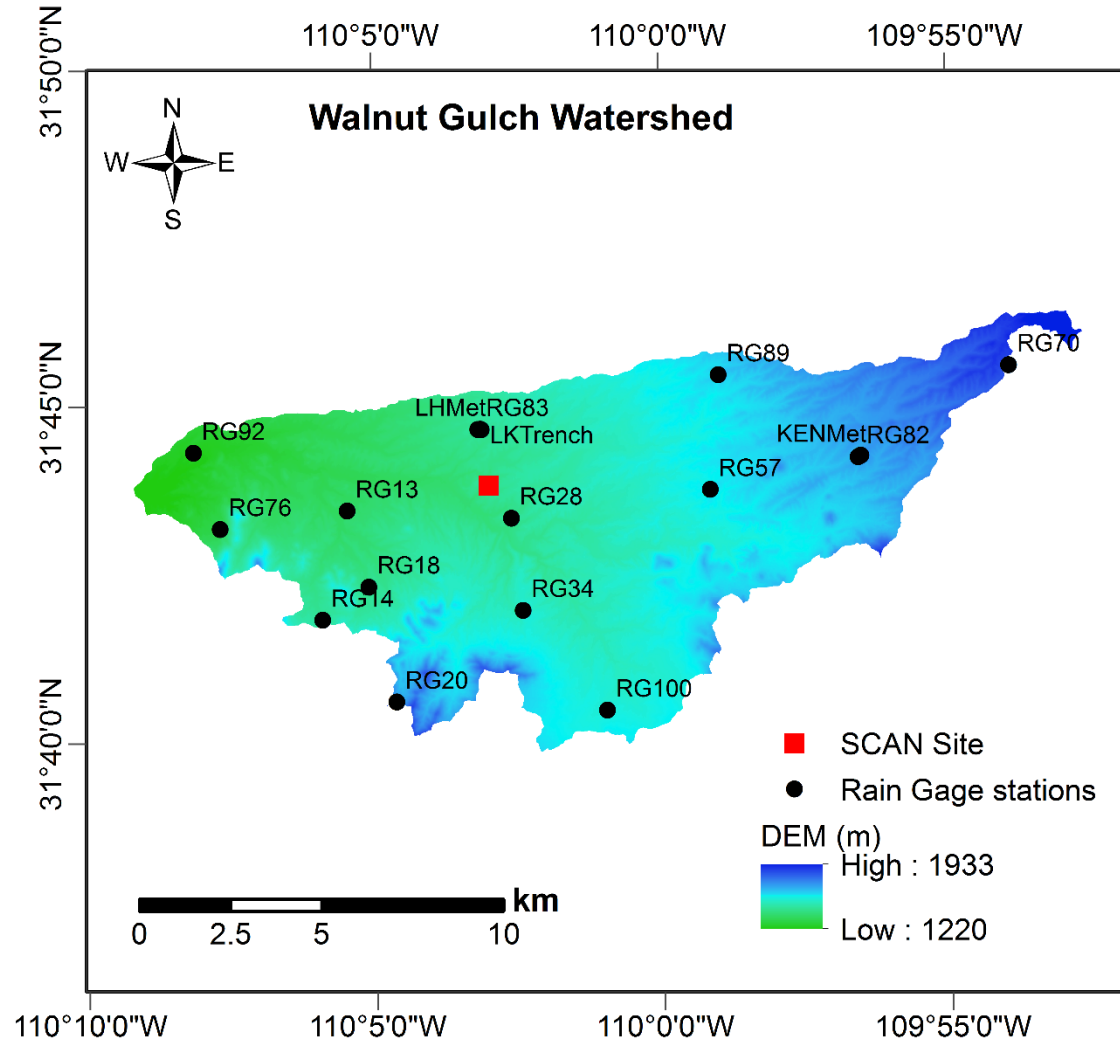 110°5'0"W 110°0'0"W 109°55'0"W
31°50'0"N
Walnut Gulch Watershed
N
W E
S
RG70
RG89
31°45'0"N
LHMetRG83
LKTrench
RG92
KENMetRG82
RG57
RG13
RG28
RG76
RG18
RG14
RG34
RG20
RG100
31°40'0"N
SCAN Site
Rain Gage stations
DEM (m)
High : 1933
Low : 1220
km
0 2.5 5 10
110°10'0"W 110°5'0"W 110°0'0"W 109°55'0"W